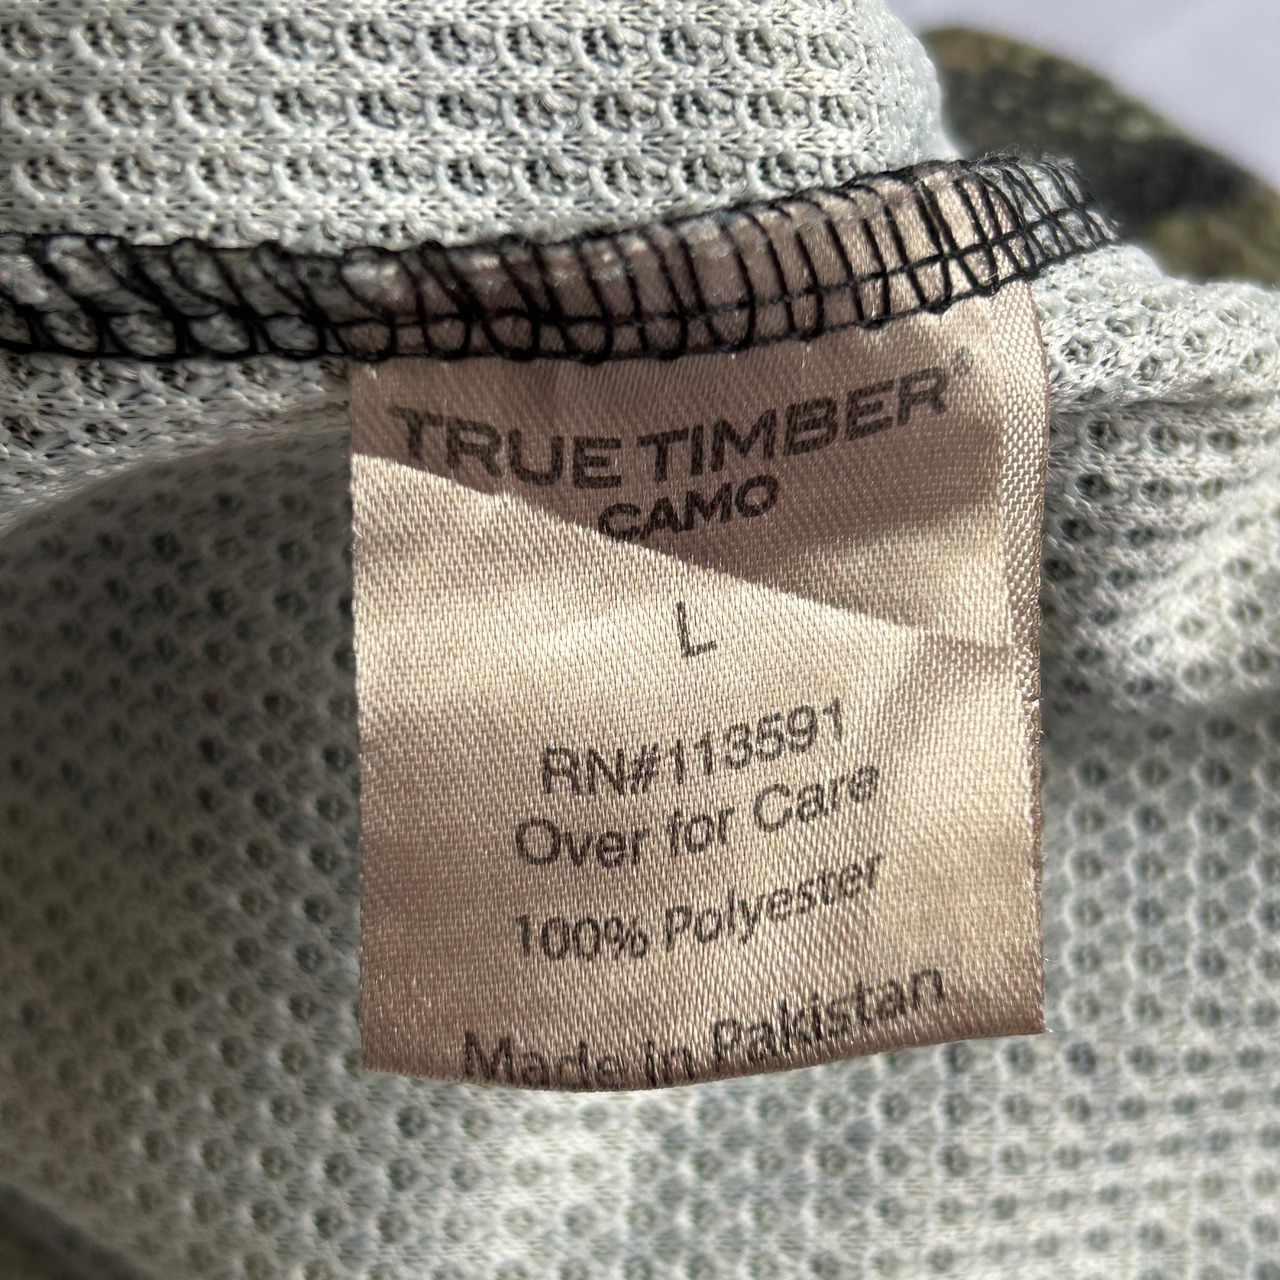 TRUE TIMBER®
CAMO
L
RN#113591
Over for Care
100% Polyester
Made In Pakistan